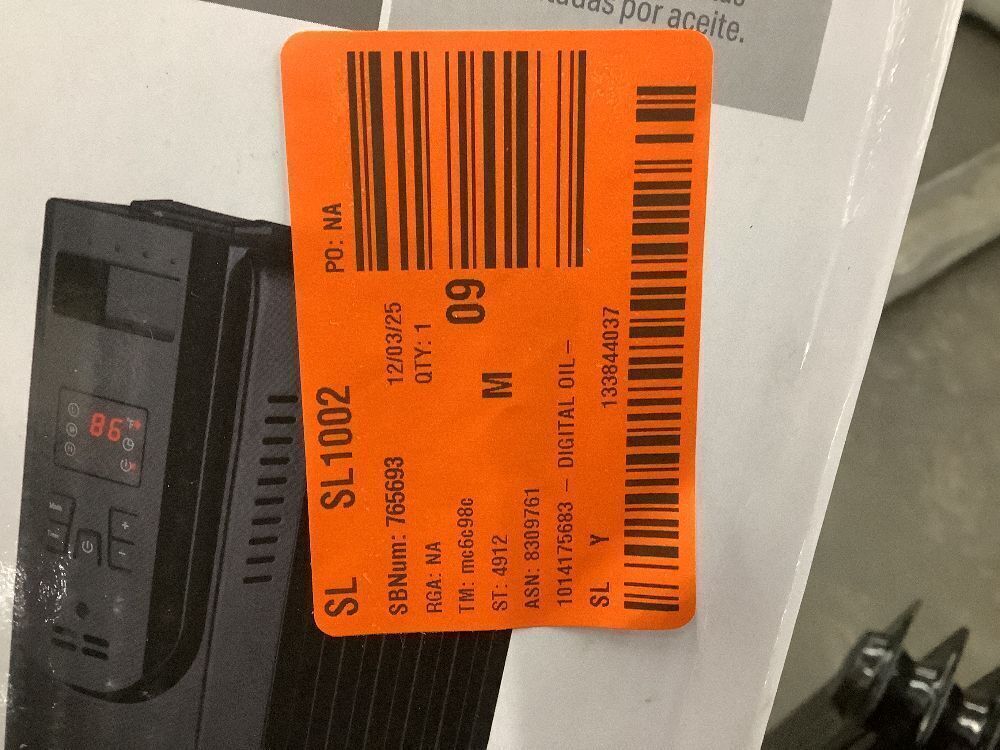 por aceite.
SL SL1002 PO: NA
SBNum: 765693 12/03/25
RGA: NA QTY: 1
TM: mc6c98c 09
ST: 4912 M
ASN: 8309761
1014175683 – DIGITAL OIL–
SL Y 133844037
86
°F